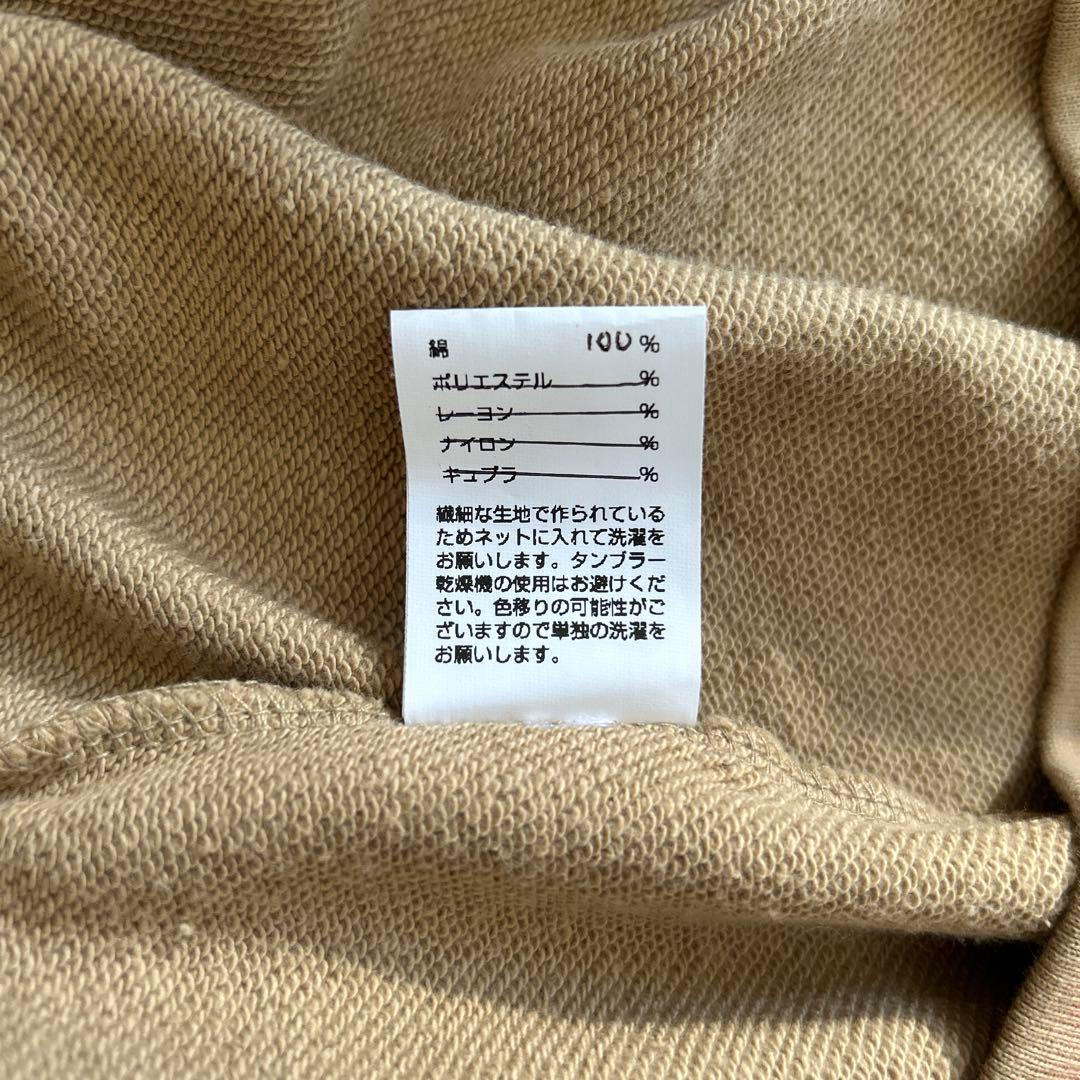 綿 100%
ポリエステル %
レーヨン %
ナイロン %
キュプラ %
繊細な生地で作られている
ためネットに入れて洗濯を
お願いします。タンブラー
乾燥機の使用はお避けくだ
さい。色移りの可能性がご
ざいますので単独の洗濯を
お願いします。